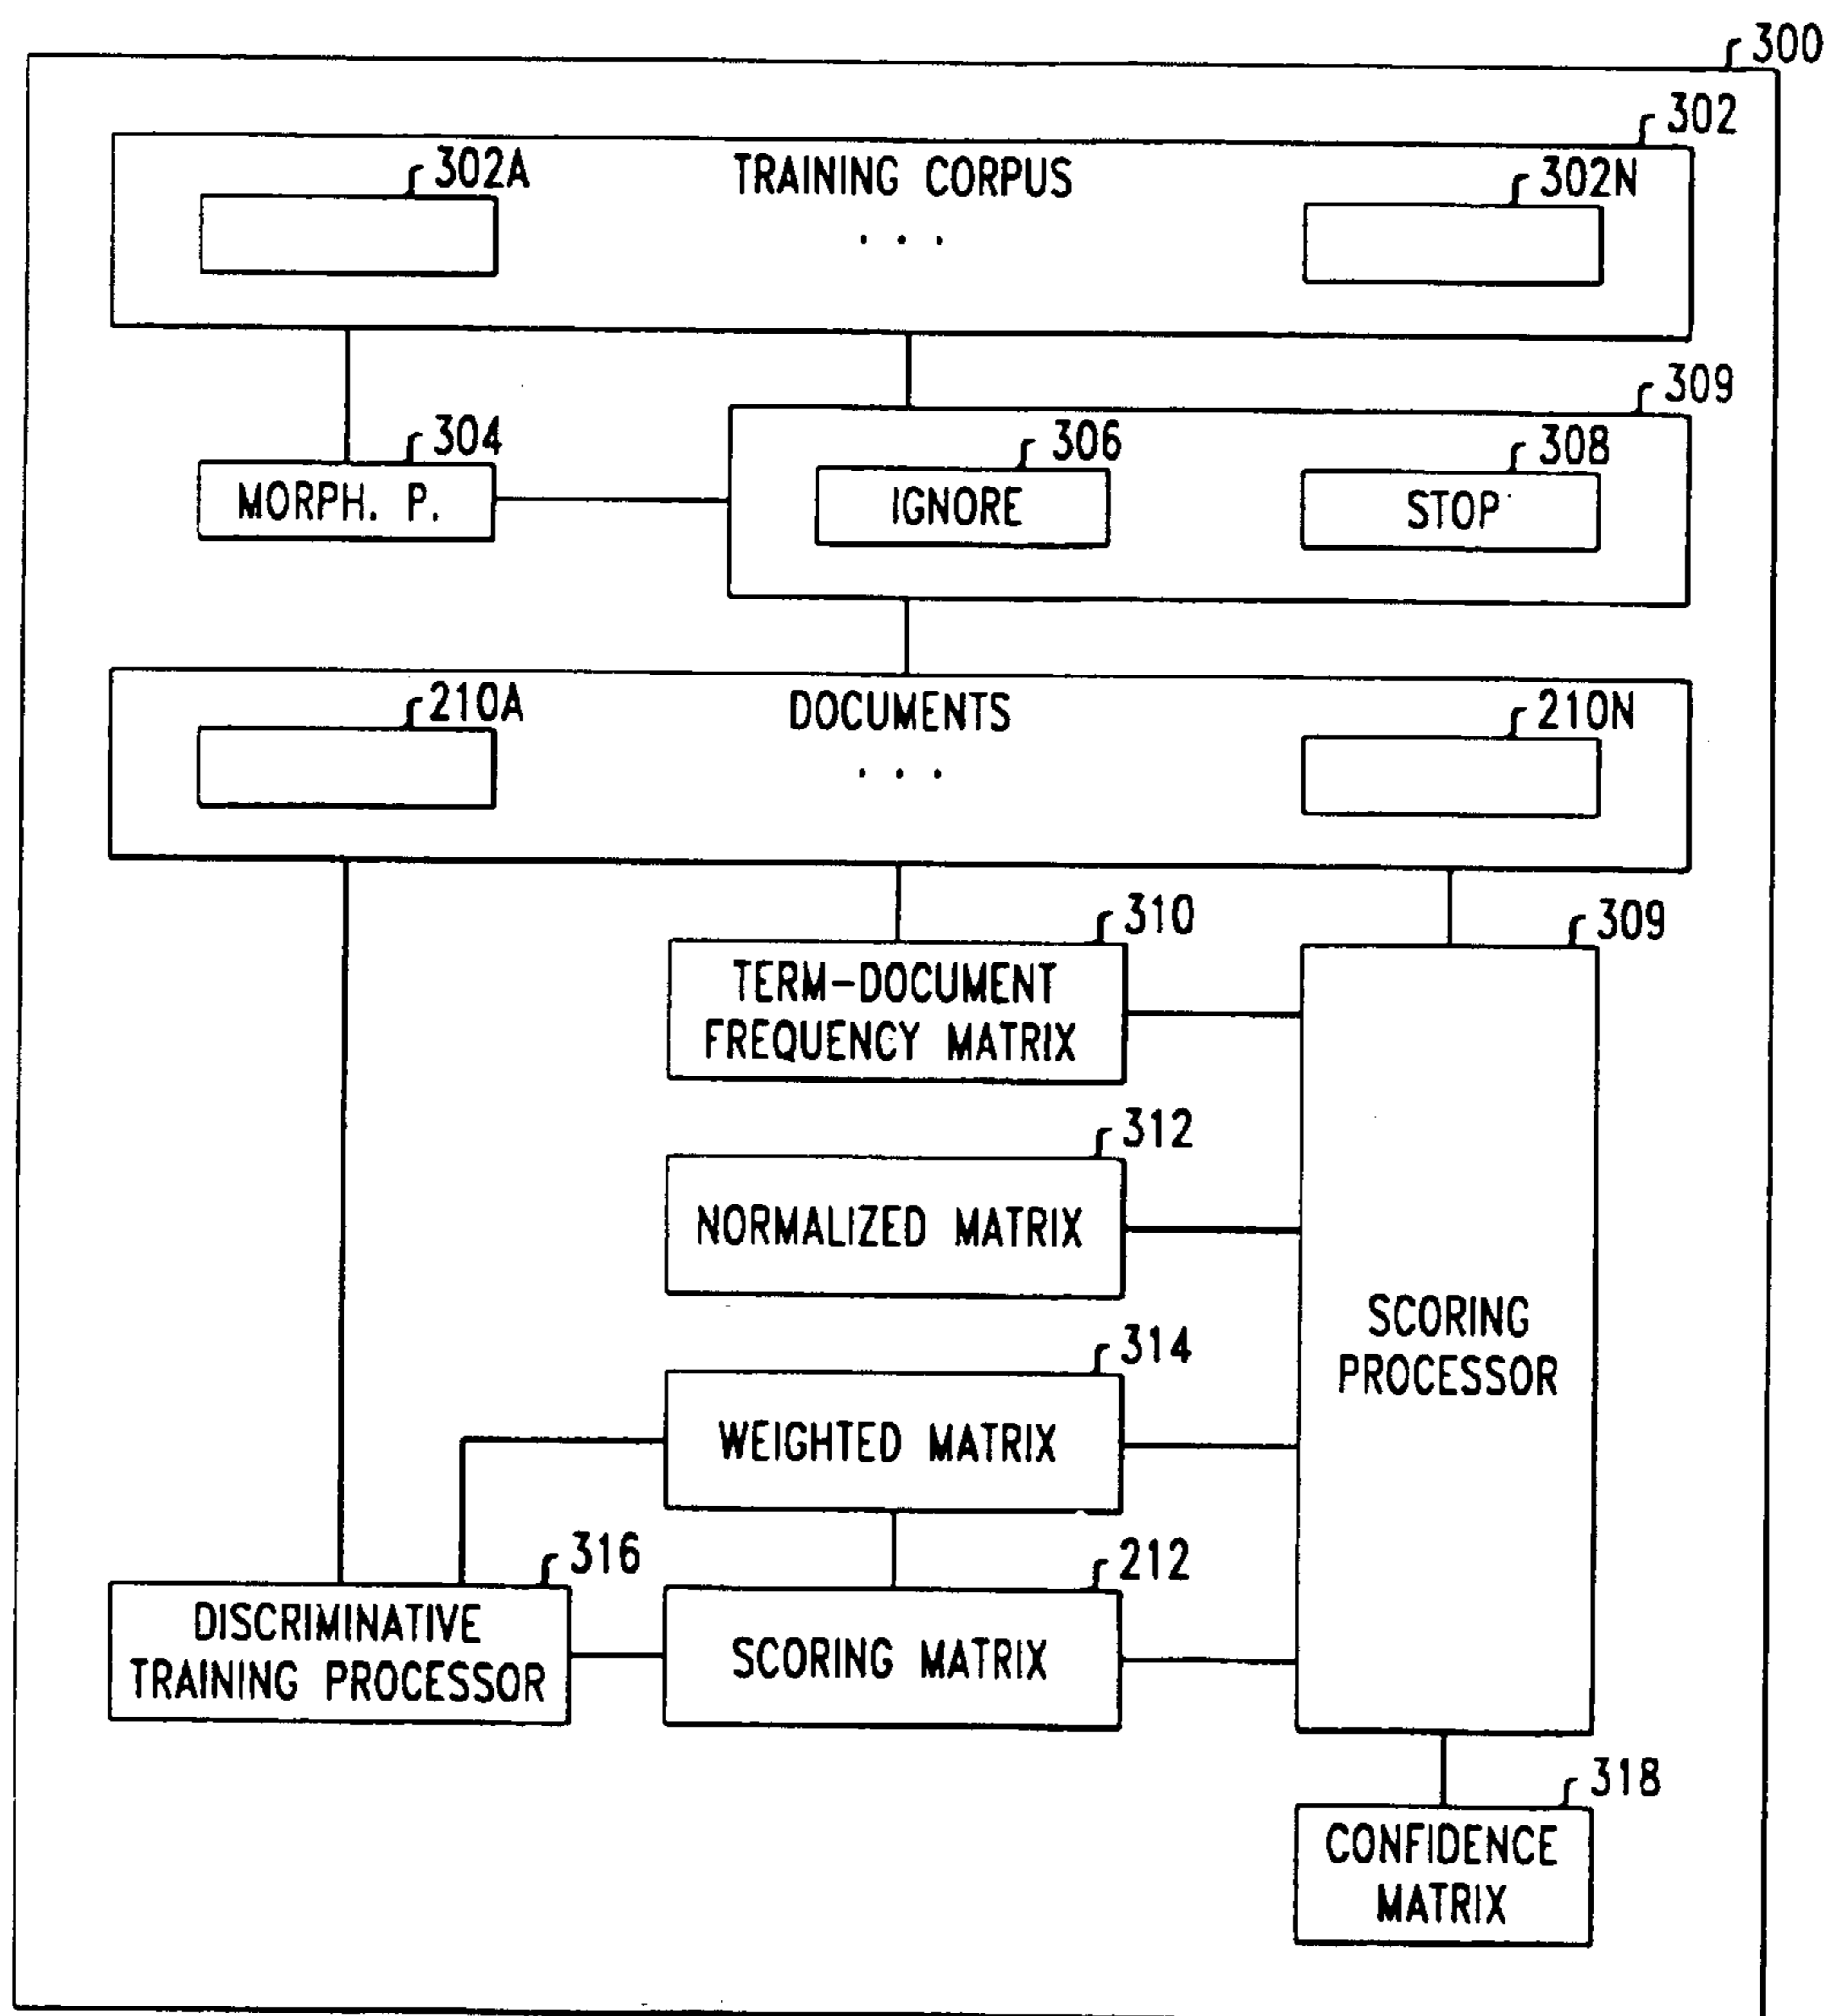 300
302
302A
TRAINING CORPUS
302N
. . .
309
304
306
308
MORPH. P.
IGNORE
STOP
210A
DOCUMENTS
210N
. . .
310
309
TERM-DOCUMENT
FREQUENCY MATRIX
312
NORMALIZED MATRIX
SCORING
PROCESSOR
314
WEIGHTED MATRIX
316
212
DISCRIMINATIVE
TRAINING PROCESSOR
SCORING MATRIX
318
CONFIDENCE
MATRIX